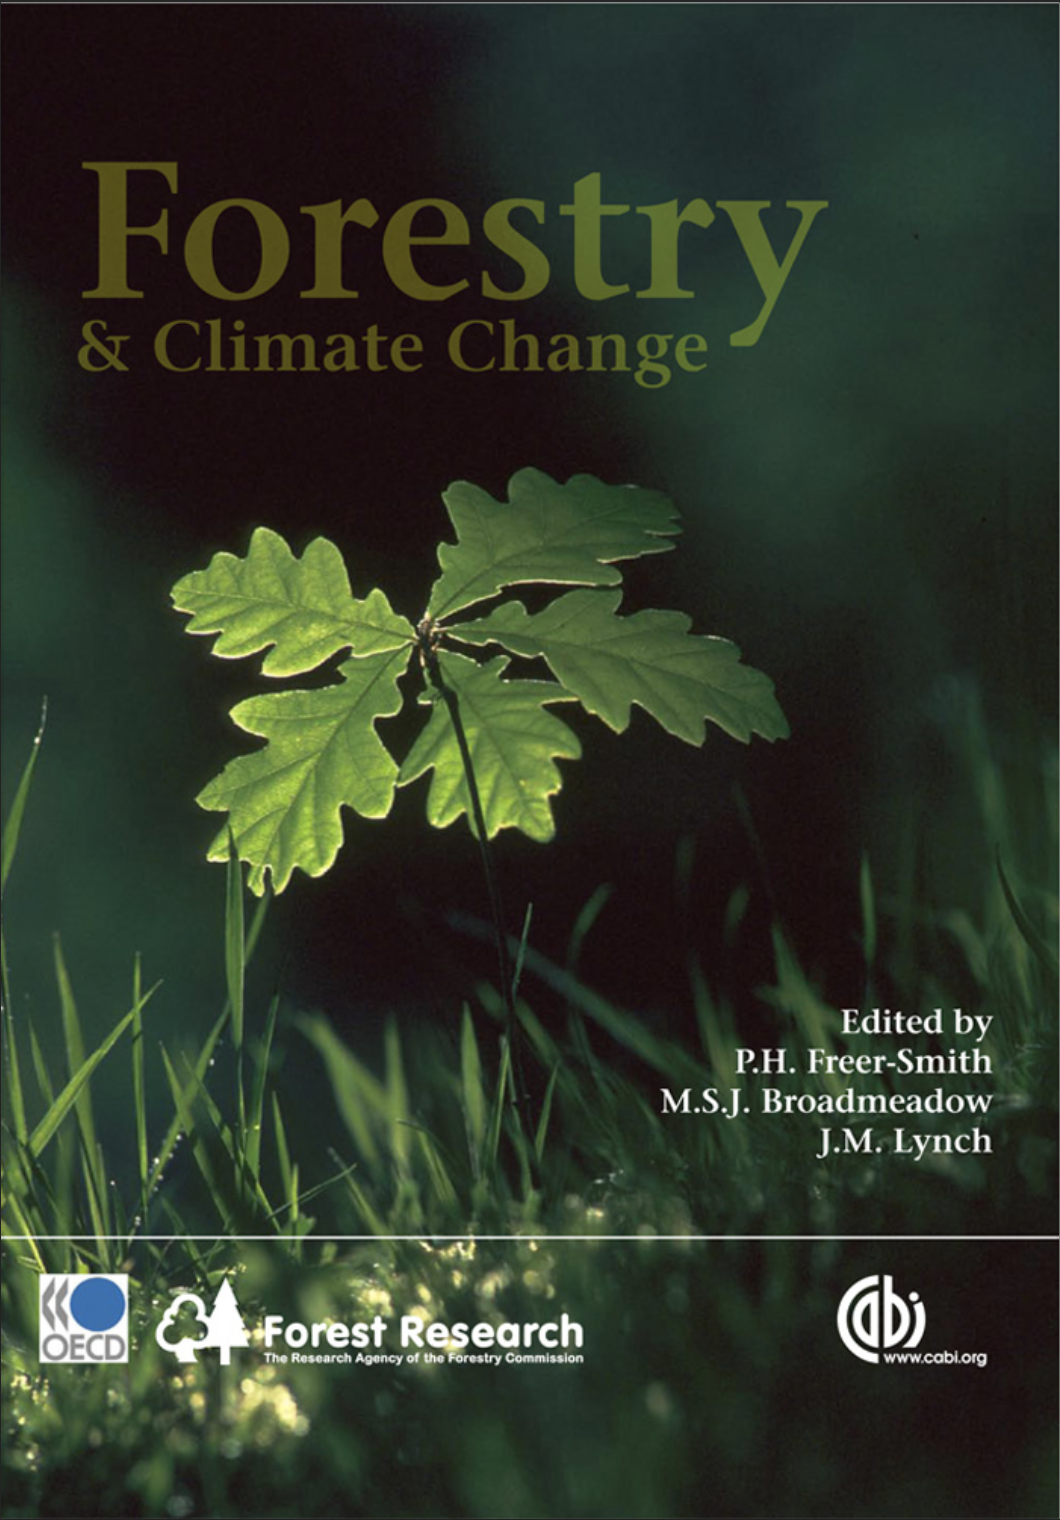 Forestry
& Climate Change
Edited by
P.H. Freer-Smith
M.S.J. Broadmeadow
J.M. Lynch
OECD
Forest Research
The Research Agency of the Forestry Commission
cabi
www.cabi.org